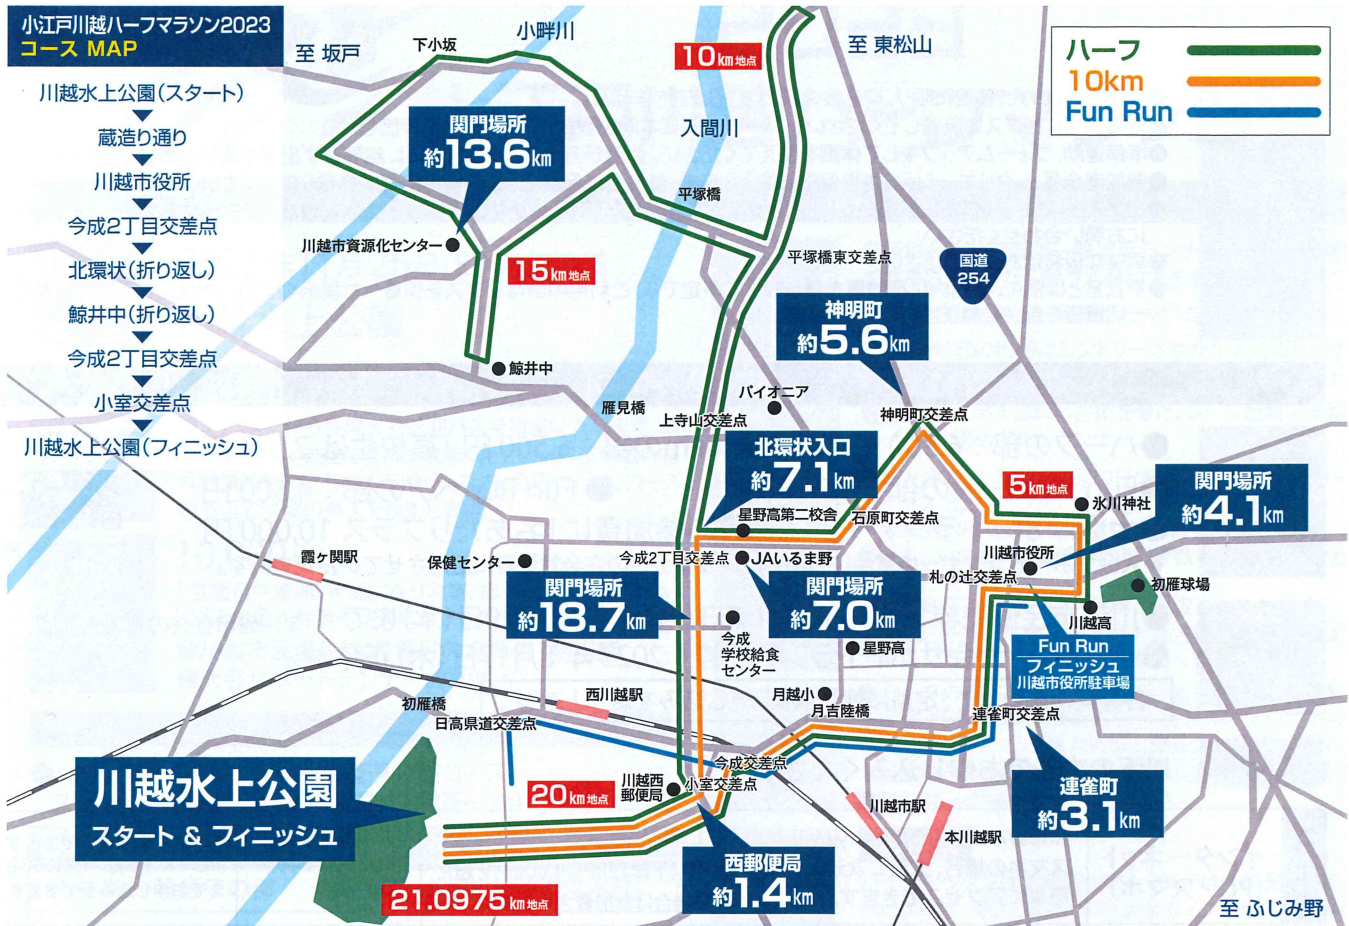 小江戸川越ハーフマラソン2023
コース MAP
川越水上公園(スタート)
蔵造り通り
川越市役所
今成2丁目交差点
北環状(折り返し)
鯨井中(折り返し)
今成2丁目交差点
小室交差点
川越水上公園(フィニッシュ)
至 坂戸
下小坂
小畔川
10km地点
至 東松山
ハーフ
10km
Fun Run
入間川
関門場所
約13.6km
平塚橋
川越市資源化センター
15km地点
平塚橋東交差点
国道
254
神明町
約5.6km
鯨井中
雁見橋
パイオニア
上寺山交差点
神明町交差点
北環状入口
約7.1km
5km地点
氷川神社
関門場所
約4.1km
星野高第二校舎
石原町交差点
霞ヶ関駅
保健センター
今成2丁目交差点
JAいるま野
川越市役所
札の辻交差点
初雁球場
関門場所
約18.7km
関門場所
約7.0km
川越高
今成
学校給食
センター
星野高
Fun Run
フィニッシュ
川越市役所駐車場
初雁橋
西川越駅
月越小
月吉陸橋
連雀町交差点
日高県道交差点
今成交差点
川越水上公園
スタート & フィニッシュ
20km地点
川越西
郵便局
小室交差点
川越市駅
本川越駅
連雀町
約3.1km
西郵便局
約1.4km
21.0975km地点
至 ふじみ野